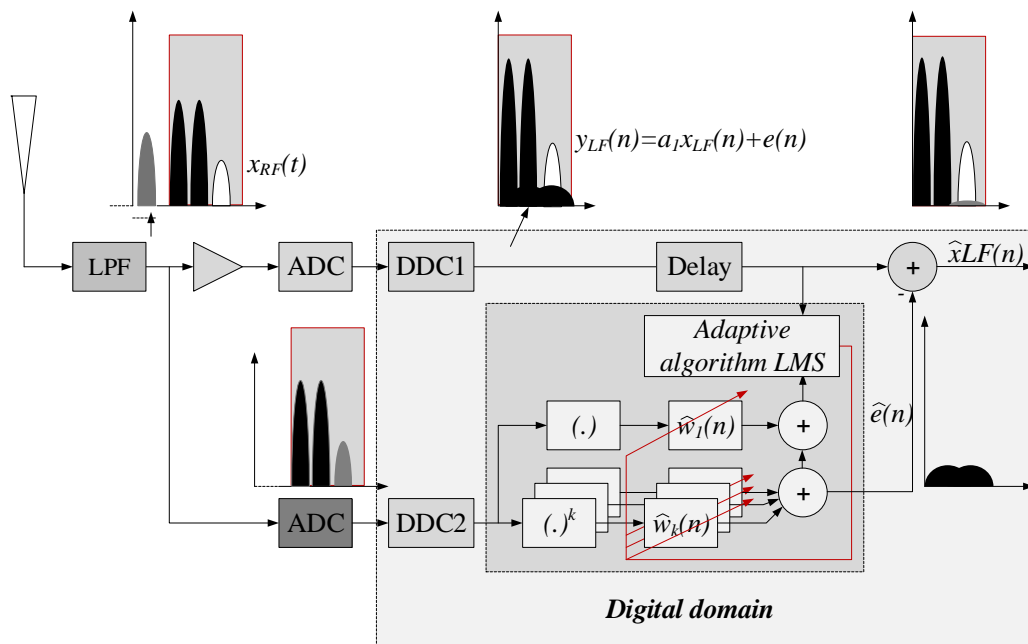 x_RF(t)
y_LF(n)=a_1x_LF(n)+e(n)
LPF
ADC
DDC1
Delay
+
x̂LF(n)
-
Adaptive
algorithm LMS
ê(n)
(.)
ŵ_1(n)
+
ADC
DDC2
(.)^k
ŵ_k(n)
+
Digital domain